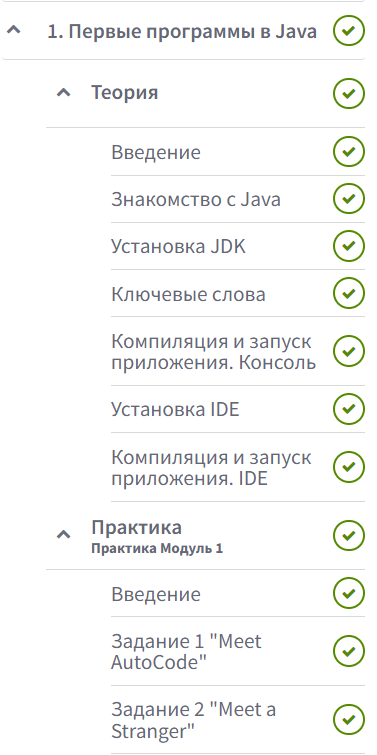 1. Первые программы в Java
Теория
Введение
Знакомство с Java
Установка JDK
Ключевые слова
Компиляция и запуск
приложения. Консоль
Установка IDE
Компиляция и запуск
приложения. IDE
Практика
Практика Модуль 1
Введение
Задание 1 "Meet
AutoCode"
Задание 2 "Meet a
Stranger"